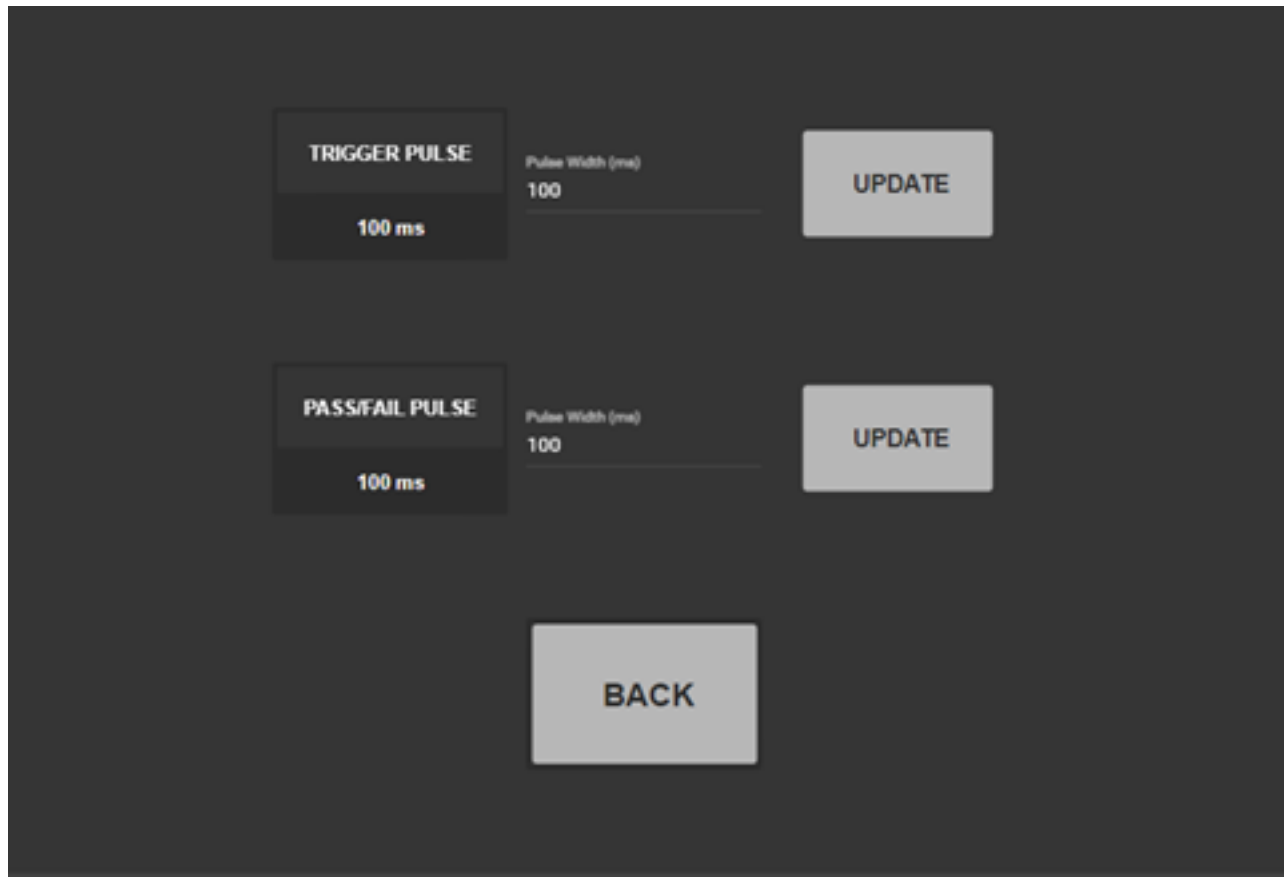 TRIGGER PULSE
Pulse Width (ms)
100
100 ms
UPDATE
PASS/FAIL PULSE
Pulse Width (ms)
100
100 ms
UPDATE
BACK